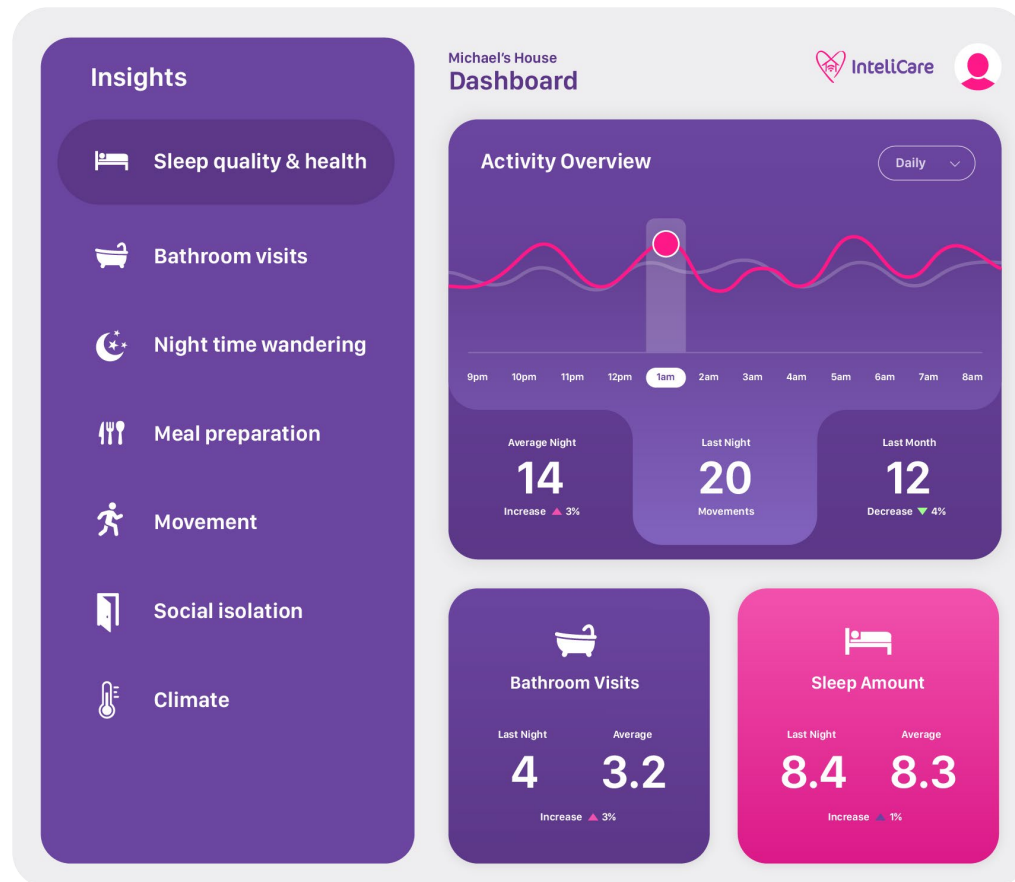 Insights
Sleep quality & health
Bathroom visits
Night time wandering
Meal preparation
Movement
Social isolation
Climate
Michael's House
Dashboard
InteliCare
Activity Overview
Daily
9pm 10pm 11pm 12pm 1am 2am 3am 4am 5am 6am 7am 8am
Average Night
14
Increase ▲ 3%
Last Night
20
Movements
Last Month
12
Decrease ▼ 4%
Bathroom Visits
Last Night Average
4 3.2
Increase ▲ 3%
Sleep Amount
Last Night Average
8.4 8.3
Increase ▲ 1%